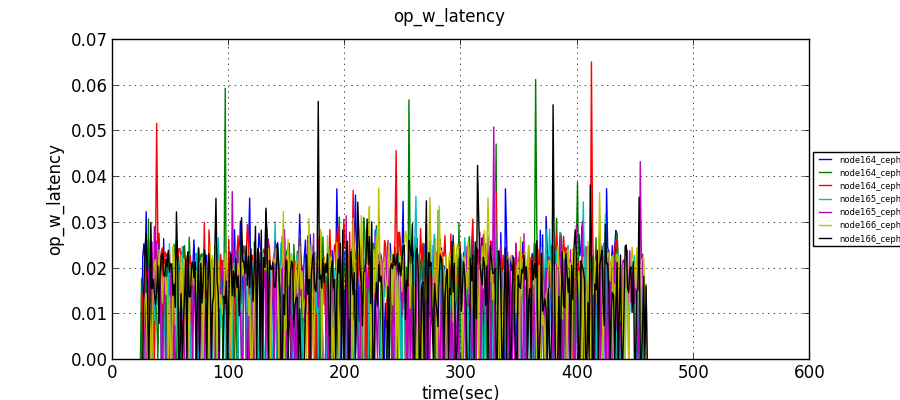 op_w_latency
0.07
0.06
0.05
0.04
0.03
0.02
0.01
0.00
op_w_latency
0 100 200 300 400 500 600
time(sec)
node164_ceph
node164_ceph
node164_ceph
node165_ceph
node165_ceph
node166_ceph
node166_ceph